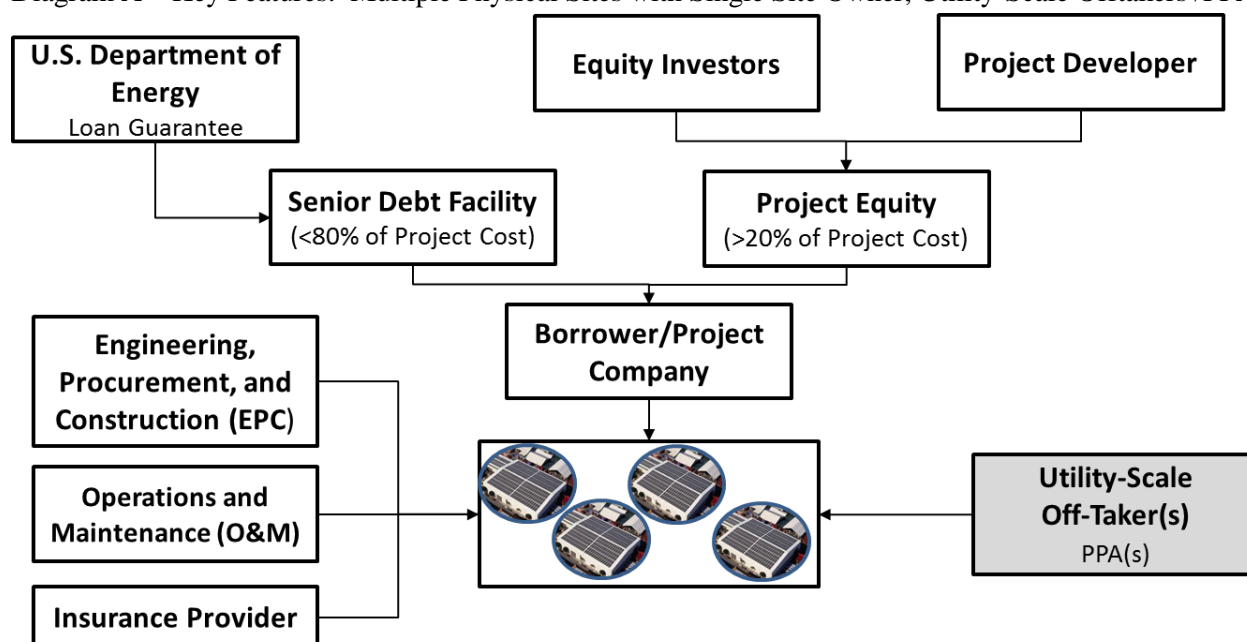 U.S. Department of
Energy
Loan Guarantee
Equity Investors
Project Developer
Senior Debt Facility
(<80% of Project Cost)
Project Equity
(>20% of Project Cost)
Engineering,
Procurement, and
Construction (EPC)
Borrower/Project
Company
Operations and
Maintenance (O&M)
Utility-Scale
Off-Taker(s)
PPA(s)
Insurance Provider